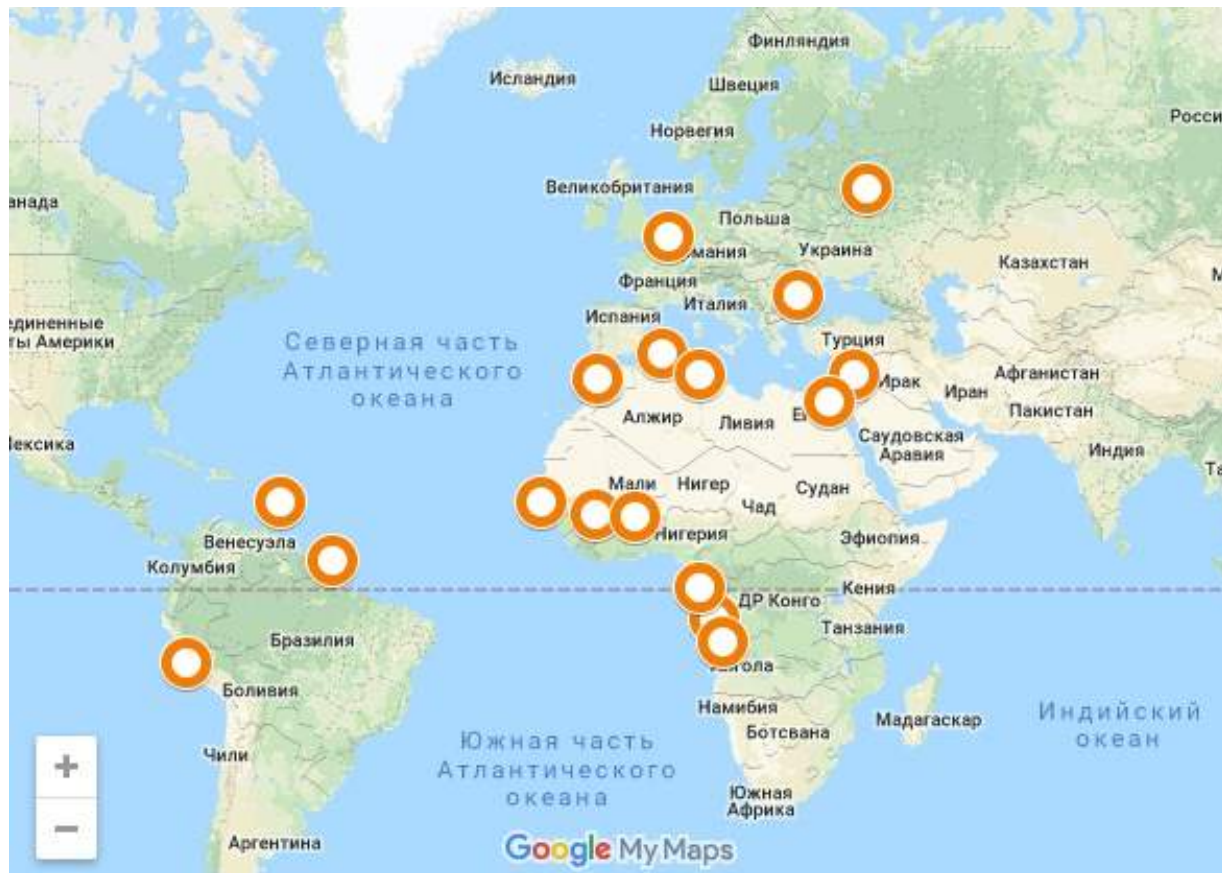 Финляндия
Исландия
Швеция
Росси
Норвегия
Великобритания
анада
Польша
мания
Украина
Казахстан
Франция
Италия
Испания
единенные
ты Америки
Турция
Северная часть
Атлантического
океана
Ирак
Иран
Афганистан
Пакистан
Алжир
Ливия
Саудовская
Аравия
Индия
Мексика
Мали
Нигер
Чад
Судан
Нигерия
Эфиопия
Венесуэла
Колумбия
ДР Конго
Кения
Танзания
Бразилия
Ангола
Боливия
Намибия
Ботсвана
Мадагаскар
Индийский
океан
Чили
Южная часть
Атлантического
океана
Южная
Африка
Аргентина
+
−
Google My Maps